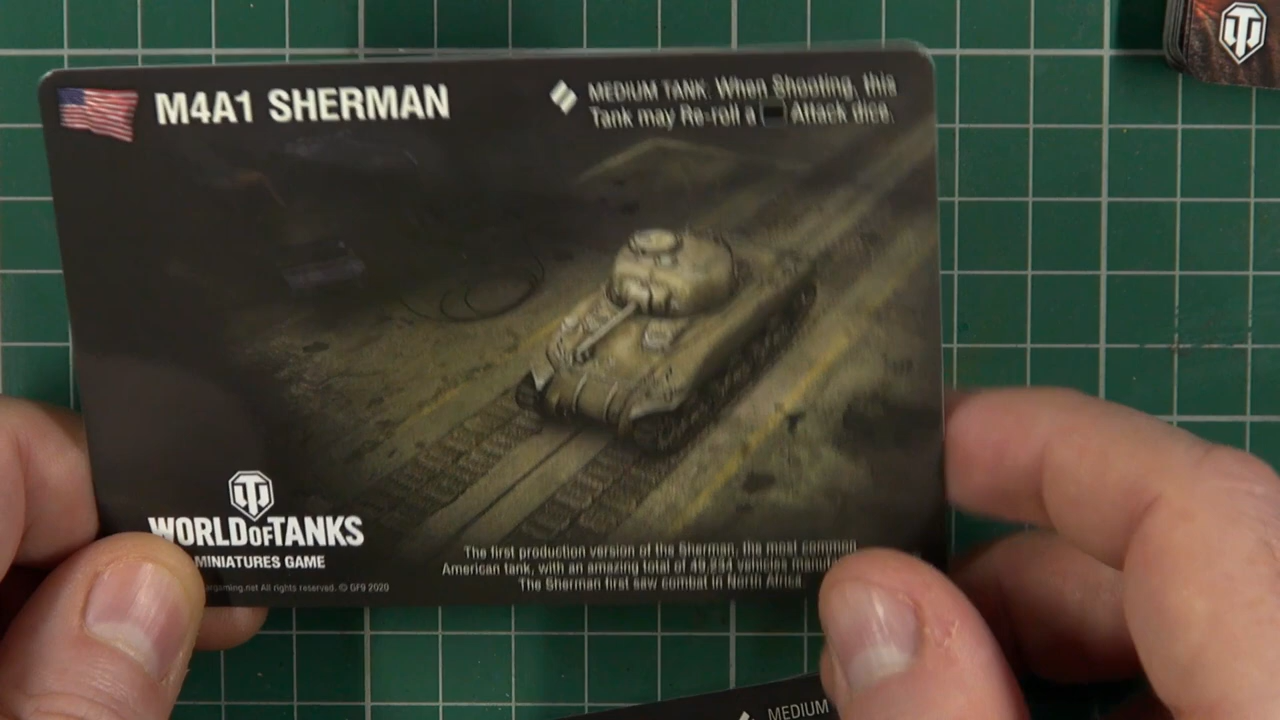 M4A1 SHERMAN
MEDIUM TANK: When Shooting, this
Tank may Re-roll a Attack dice.
WORLD OF TANKS
MINIATURES GAME
The first production version of the Sherman, the most common
American tank, with an amazing total of vehicles
The Sherman first saw combat in North Africa
All rights reserved. © GF9 2020
MEDIUM